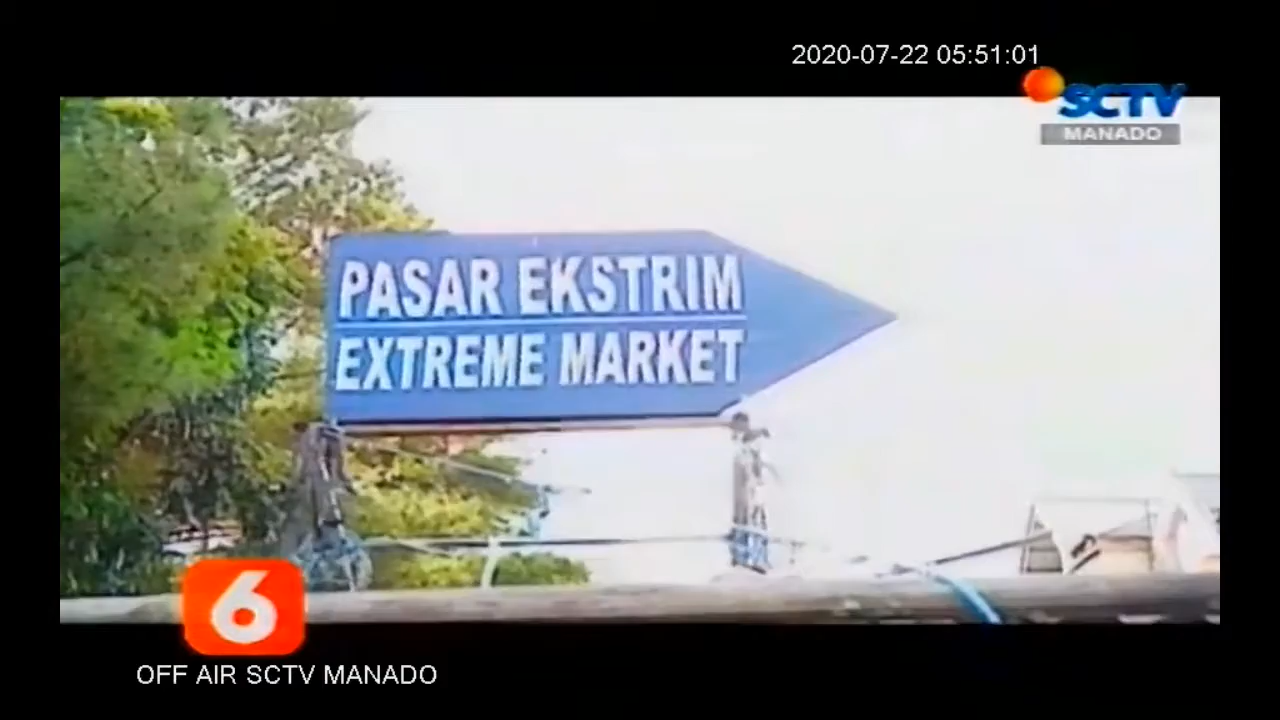 2020-07-22 05:51:01
SCTV
MANADO
PASAR EKSTRIM
EXTREME MARKET
6
OFF AIR SCTV MANADO